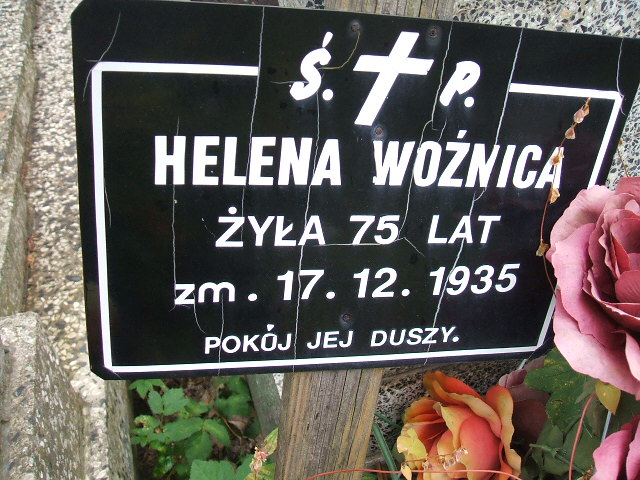 Ś. P.
HELENA WOŹNICA
ŻYŁA 75 LAT
zm. 17. 12. 1935
POKÓJ JEJ DUSZY.